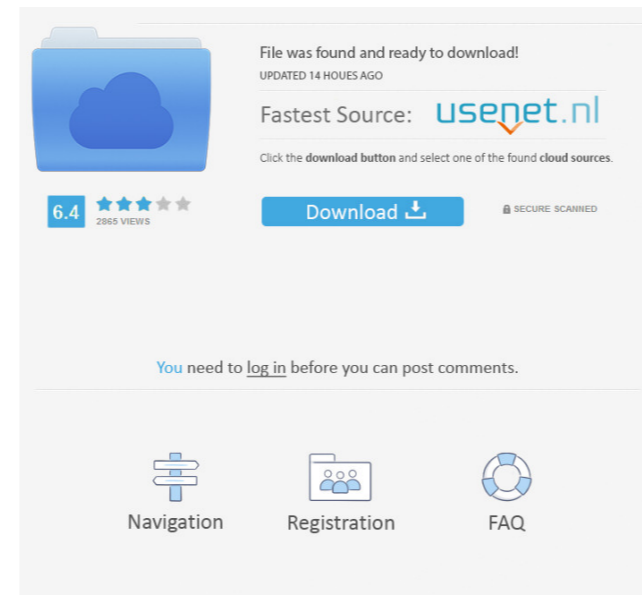 File was found and ready to download!
UPDATED 14 HOUES AGO
Fastest Source: usenet.nl
Click the download button and select one of the found cloud sources.
6.4
2865 VIEWS
Download
SECURE SCANNED
You need to log in before you can post comments.
Navigation
Registration
FAQ